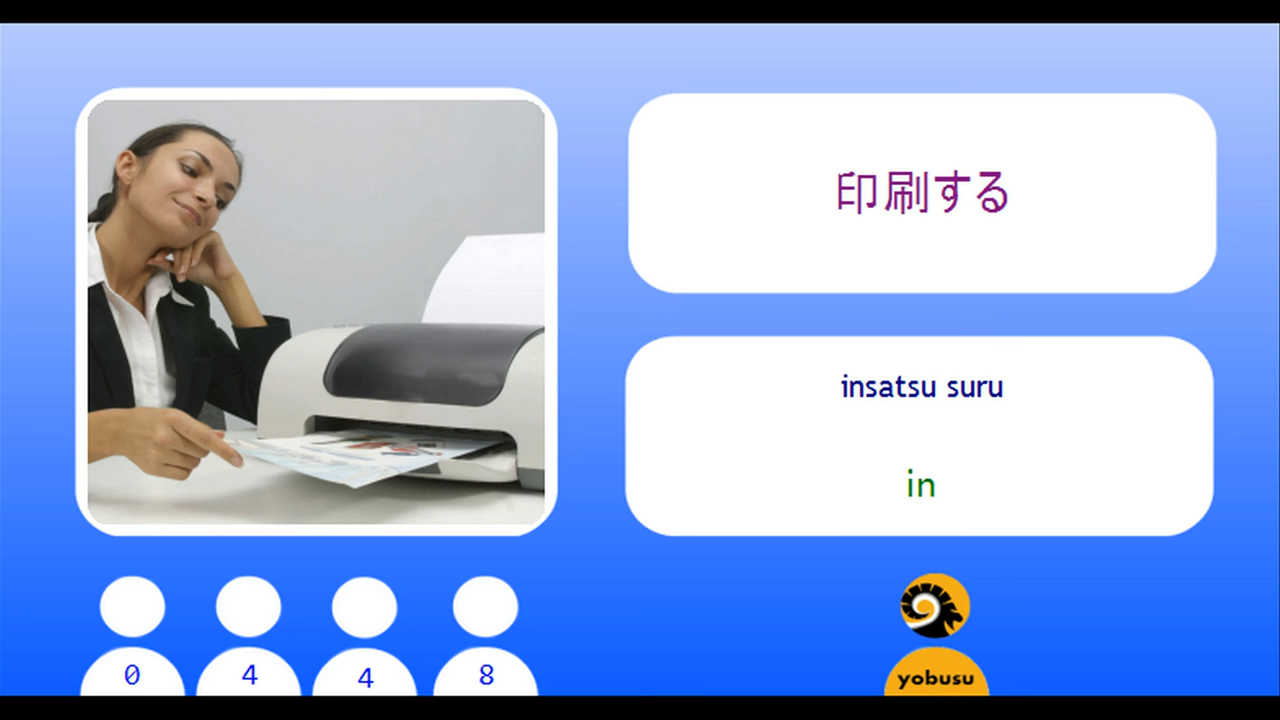 印刷する
insatsu suru
in
0 4 4 8
yobusu